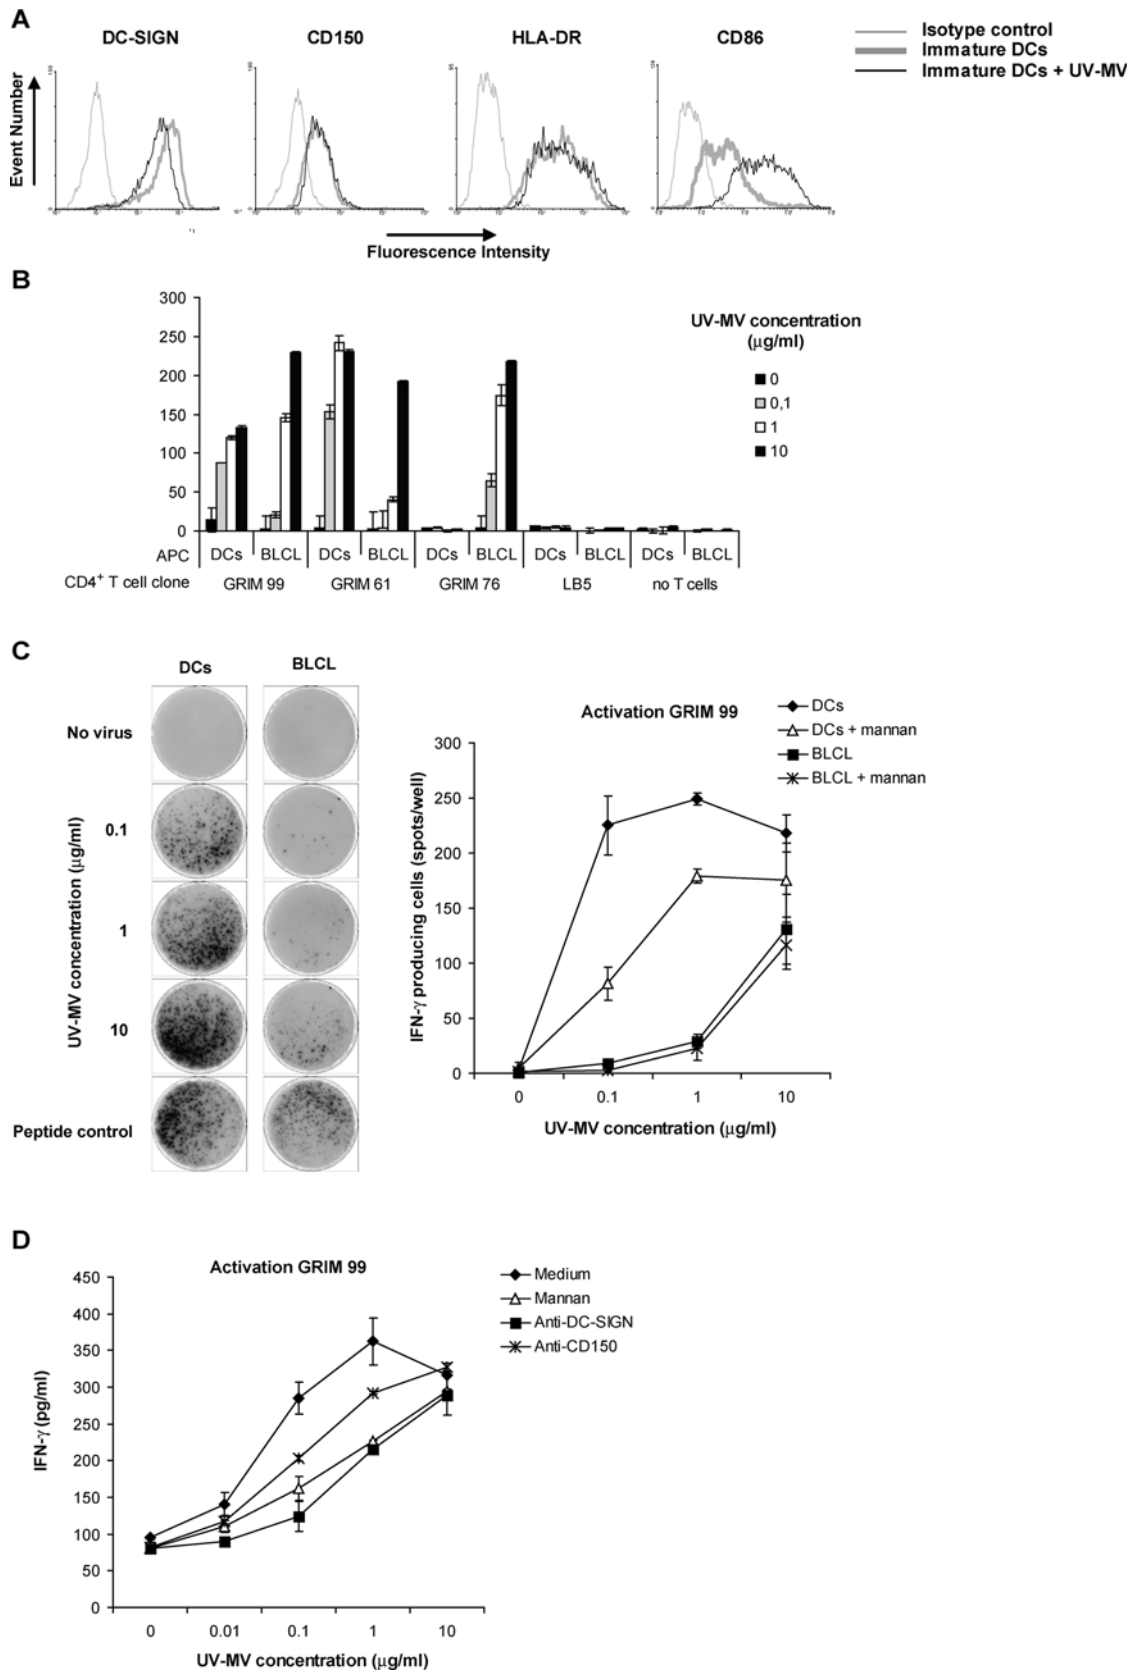 A
DC-SIGN
CD150
HLA-DR
CD86
Isotype control
Immature DCs
Immature DCs + UV-MV
Event Number
Fluorescence Intensity
B
300
250
200
150
100
50
0
UV-MV concentration
(μg/ml)
0
0,1
1
10
APC
DCs BLCL DCs BLCL DCs BLCL DCs BLCL DCs BLCL
CD4+ T cell clone
GRIM 99 GRIM 61 GRIM 76 LB5 no T cells
C
DCs
BLCL
No virus
0.1
1
10
Peptide control
UV-MV concentration (μg/ml)
Activation GRIM 99
DCs
DCs + mannan
BLCL
BLCL + mannan
IFN-γ producing cells (spots/well)
300
250
200
150
100
50
0
0 0.1 1 10
UV-MV concentration (μg/ml)
D
Activation GRIM 99
Medium
Mannan
Anti-DC-SIGN
Anti-CD150
IFN-γ (pg/ml)
450
400
350
300
250
200
150
100
50
0
0 0.01 0.1 1 10
UV-MV concentration (μg/ml)